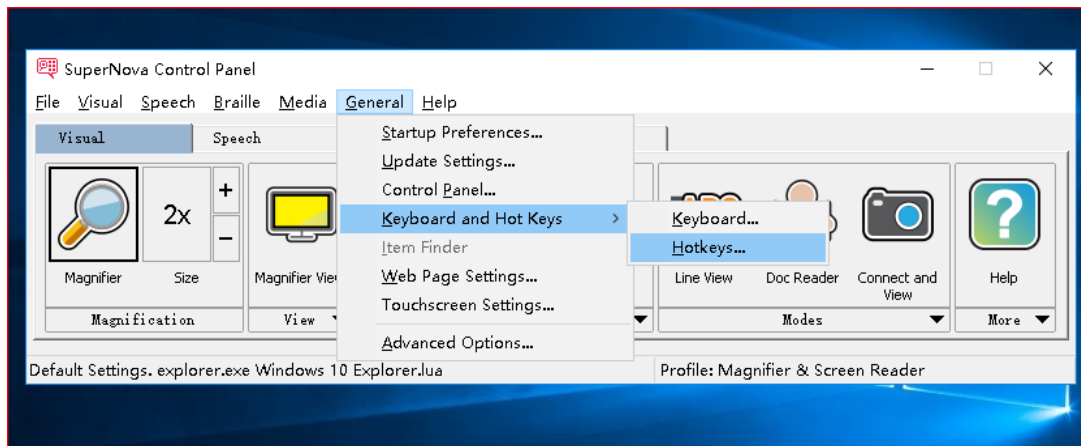 SuperNova Control Panel
File Visual Speech Braille Media General Help
Visual
Speech
Startup Preferences...
Update Settings...
Control Panel...
Keyboard and Hot Keys
Item Finder
Web Page Settings...
Touchscreen Settings...
Advanced Options...
Keyboard...
Hotkeys...
2x
+
−
Magnifier
Size
Magnifier
Line View
Doc Reader
Connect and
View
Help
Magnification
View
Modes
More
Default Settings. explorer.exe Windows 10 Explorer.lua
Profile: Magnifier & Screen Reader